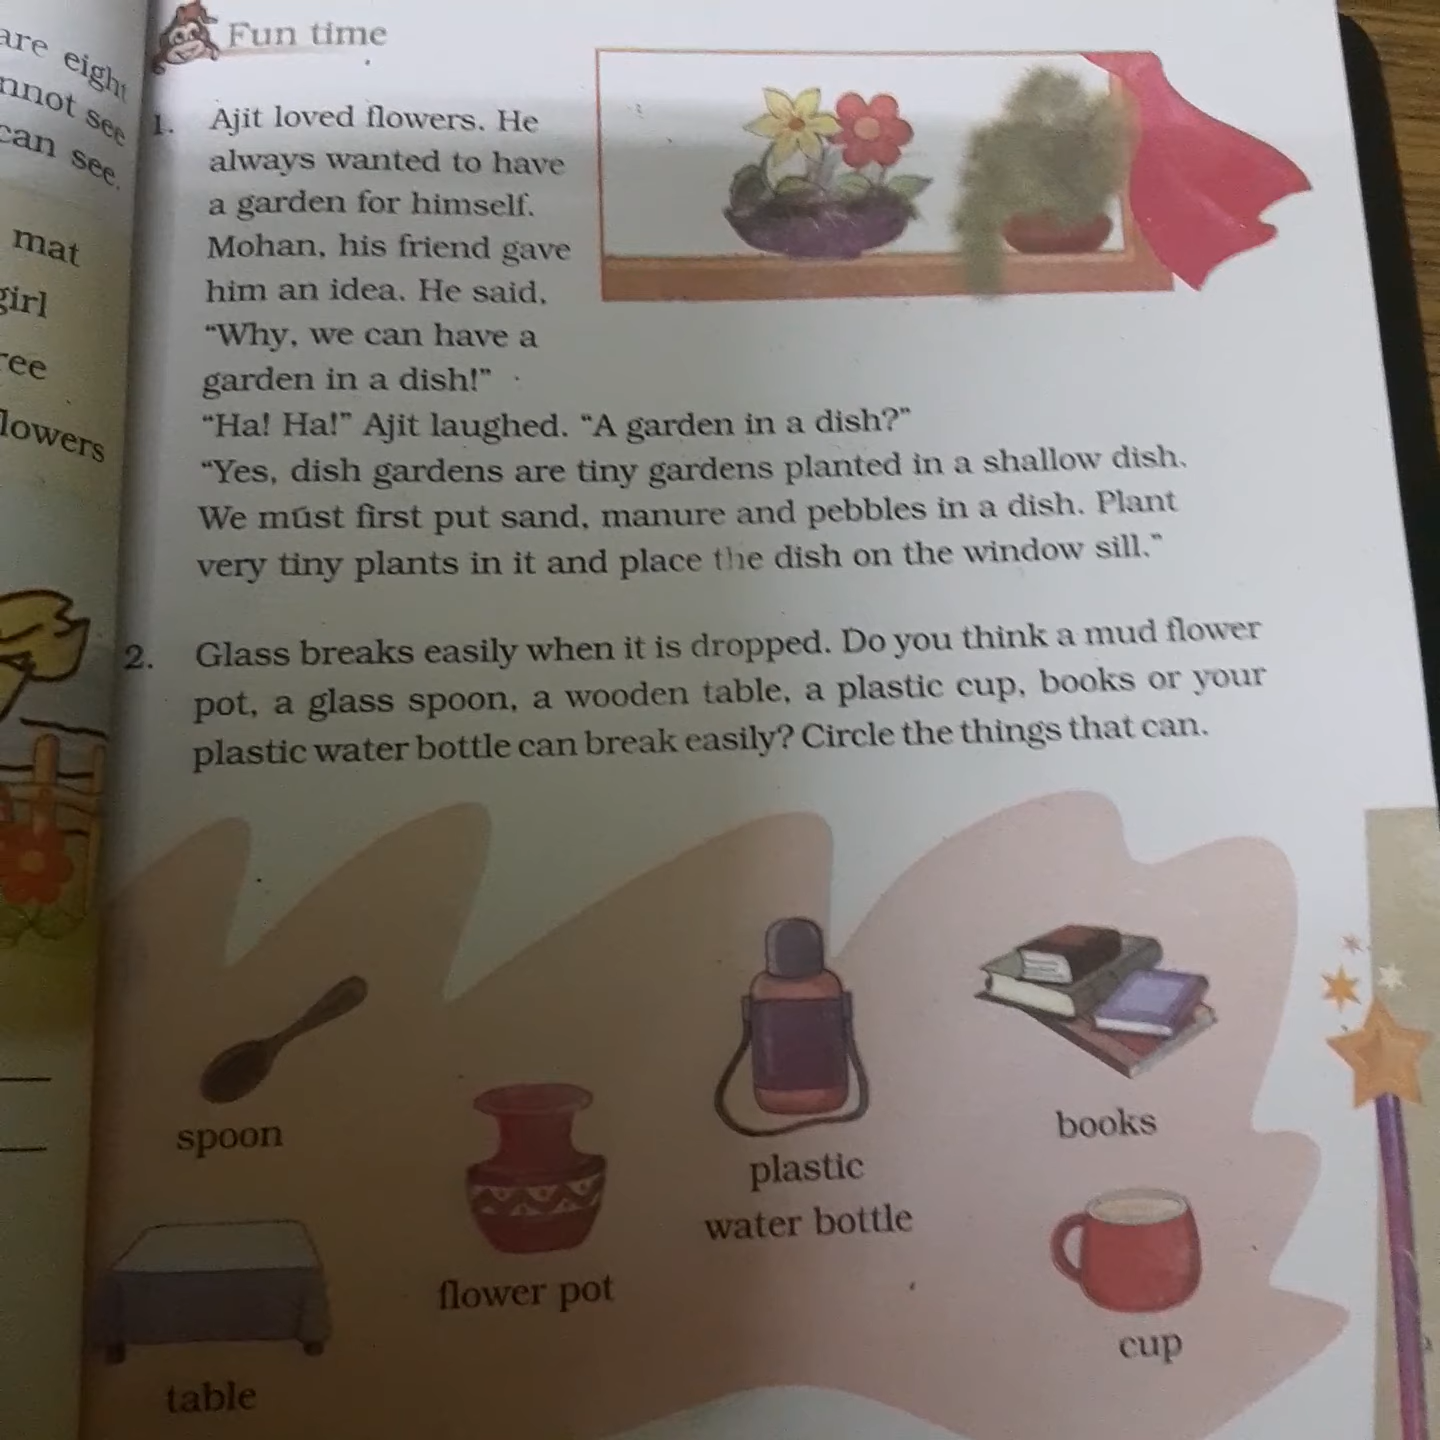 are eight
nnot see
can see.
mat
girl
ree
lowers
Fun time
1. Ajit loved flowers. He
always wanted to have
a garden for himself.
Mohan, his friend gave
him an idea. He said,
“Why, we can have a
garden in a dish!”
“Ha! Ha!” Ajit laughed. “A garden in a dish?”
“Yes, dish gardens are tiny gardens planted in a shallow dish.
We must first put sand, manure and pebbles in a dish. Plant
very tiny plants in it and place the dish on the window sill.”
2. Glass breaks easily when it is dropped. Do you think a mud flower
pot, a glass spoon, a wooden table, a plastic cup, books or your
plastic water bottle can break easily? Circle the things that can.
spoon
flower pot
plastic
water bottle
books
table
cup